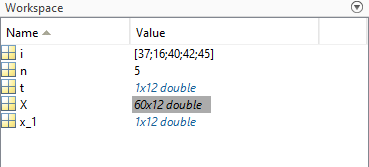 Workspace
Name Value
i [37;16;40;42;45]
n 5
t 1x12 double
X 60x12 double
x_1 1x12 double